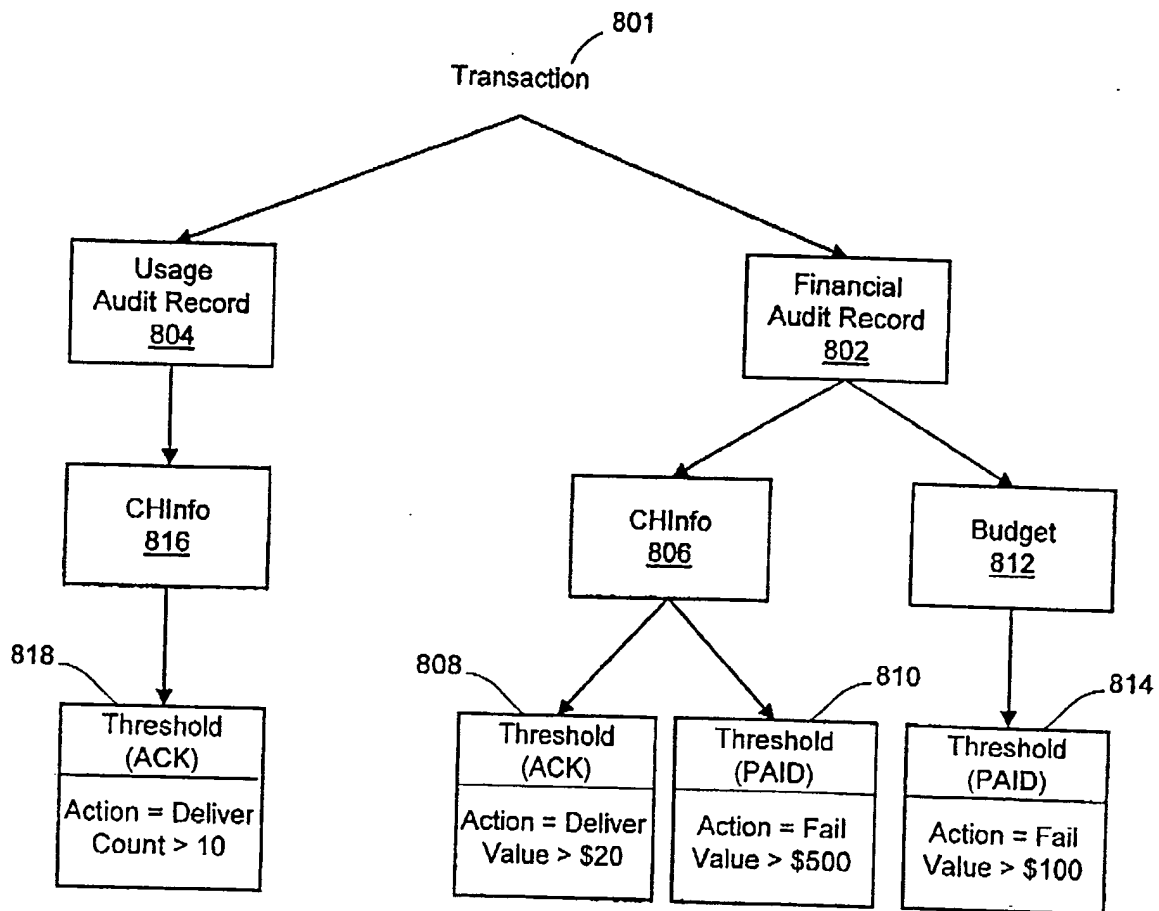 801
Transaction
Usage
Audit Record
804
Financial
Audit Record
802
CHInfo
816
CHInfo
806
Budget
812
818
808
810
814
Threshold
(ACK)
Action = Deliver
Count > 10
Threshold
(ACK)
Action = Deliver
Value > $20
Threshold
(PAID)
Action = Fail
Value > $500
Threshold
(PAID)
Action = Fail
Value > $100